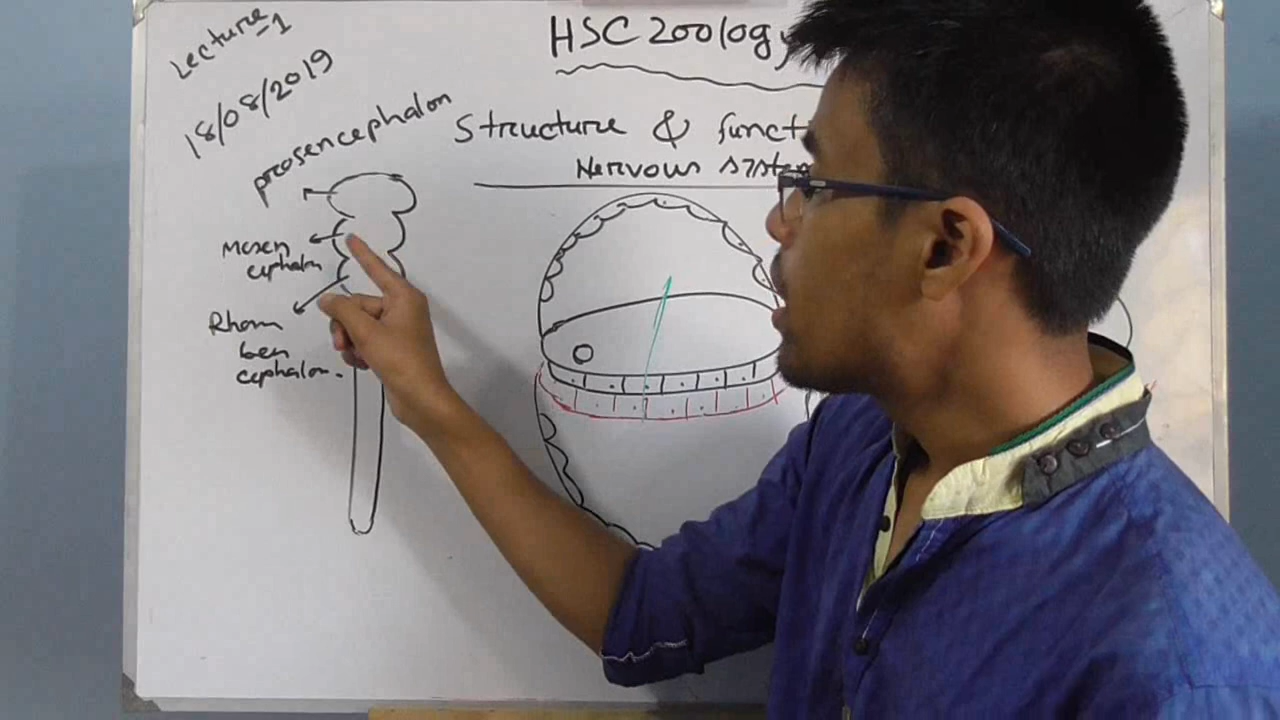 Lecture-1
18/08/2019
HSC Zoology
Structure & funct
Nervous system
prosencephalon
Mesen
cephalon
Rhom
ben
cephalon.